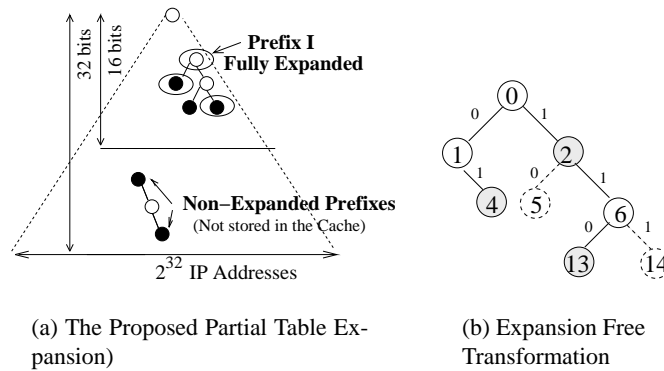 32 bits
16 bits
Prefix I
Fully Expanded
Non−Expanded Prefixes
(Not stored in the Cache)
2^32 IP Addresses
(a) The Proposed Partial Table Ex-
pansion)
0
0 1
1 2
1 0 1
4 5 6
0 1
13 14
(b) Expansion Free
Transformation